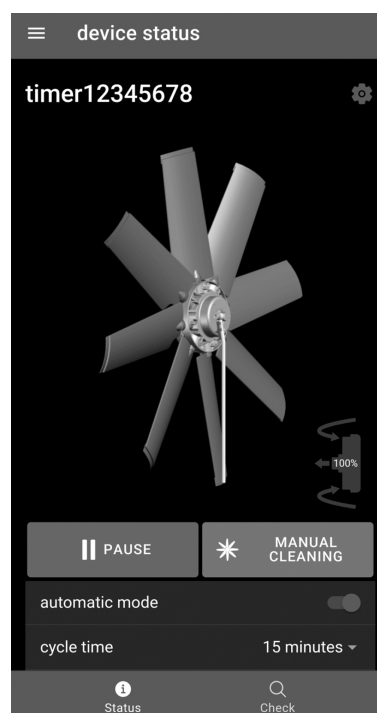 device status
timer12345678
100%
PAUSE
MANUAL
CLEANING
automatic mode
cycle time
15 minutes
Status
Check